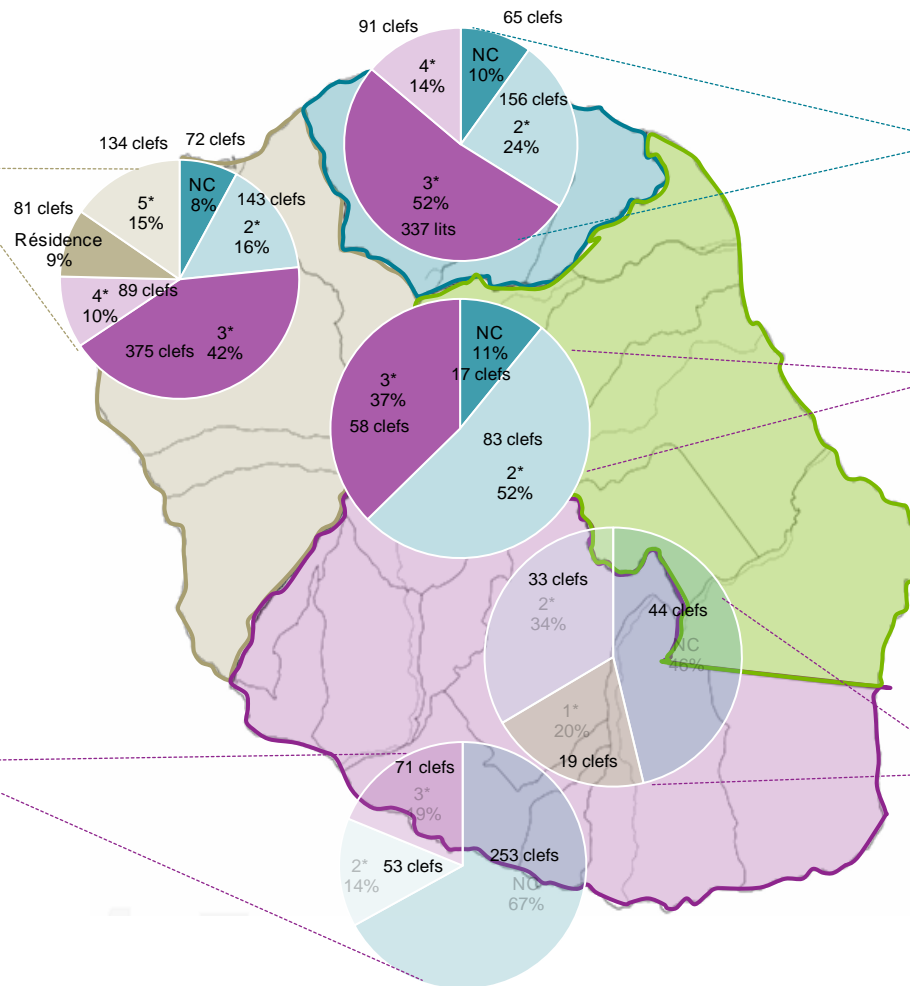 91 clefs
65 clefs
NC
10%
4*
14%
156 clefs
2*
24%
3*
52%
337 lits
134 clefs
72 clefs
NC
8%
143 clefs
2*
16%
5*
15%
81 clefs
Résidence
9%
4*
10%
89 clefs
375 clefs
3*
42%
NC
11%
17 clefs
3*
37%
58 clefs
83 clefs
2*
52%
33 clefs
2*
34%
44 clefs
NC
46%
1*
20%
19 clefs
71 clefs
3*
19%
253 clefs
NC
67%
2*
14%
53 clefs